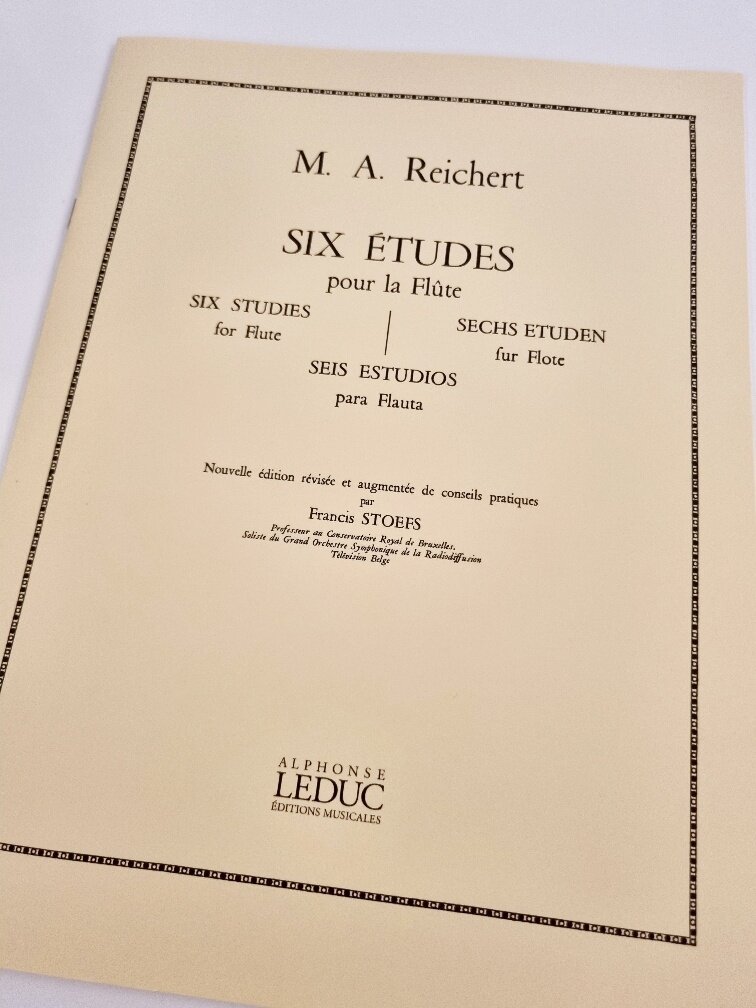 M. A. Reichert
SIX ÉTUDES
pour la Flûte
SIX STUDIES
for Flute
SECHS ETUDEN
fur Flote
SEIS ESTUDIOS
para Flauta
Nouvelle édition révisée et augmentée de conseils pratiques
par
Francis STOEFS
Professeur au Conservatoire Royal de Bruxelles.
Soliste du Grand Orchestre Symphonique de la Radiodiffusion
Télévision Belge
ALPHONSE
LEDUC
ÉDITIONS MUSICALES